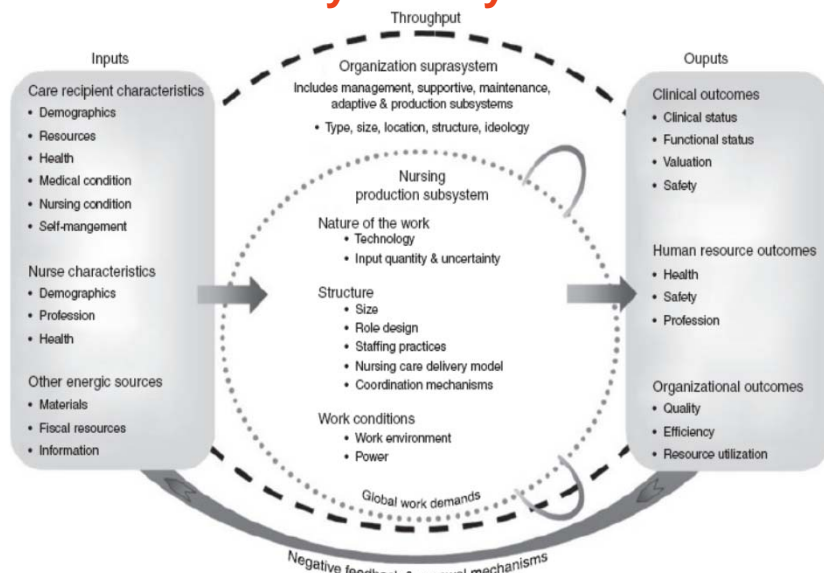 Throughput
Inputs
Care recipient characteristics
• Demographics
• Resources
• Health
• Medical condition
• Nursing condition
• Self-mangement
Nurse characteristics
• Demographics
• Profession
• Health
Other energic sources
• Materials
• Fiscal resources
• Information
Organization suprasystem
Includes management, supportive, maintenance,
adaptive & production subsystems
• Type, size, location, structure, ideology
Nursing
production subsystem
Nature of the work
• Technology
• Input quantity & uncertainty
Structure
• Size
• Role design
• Staffing practices
• Nursing care delivery model
• Coordination mechanisms
Work conditions
• Work environment
• Power
Global work demands
Ouputs
Clinical outcomes
• Clinical status
• Functional status
• Valuation
• Safety
Human resource outcomes
• Health
• Safety
• Profession
Organizational outcomes
• Quality
• Efficiency
• Resource utilization
Negative feedback mechanisms